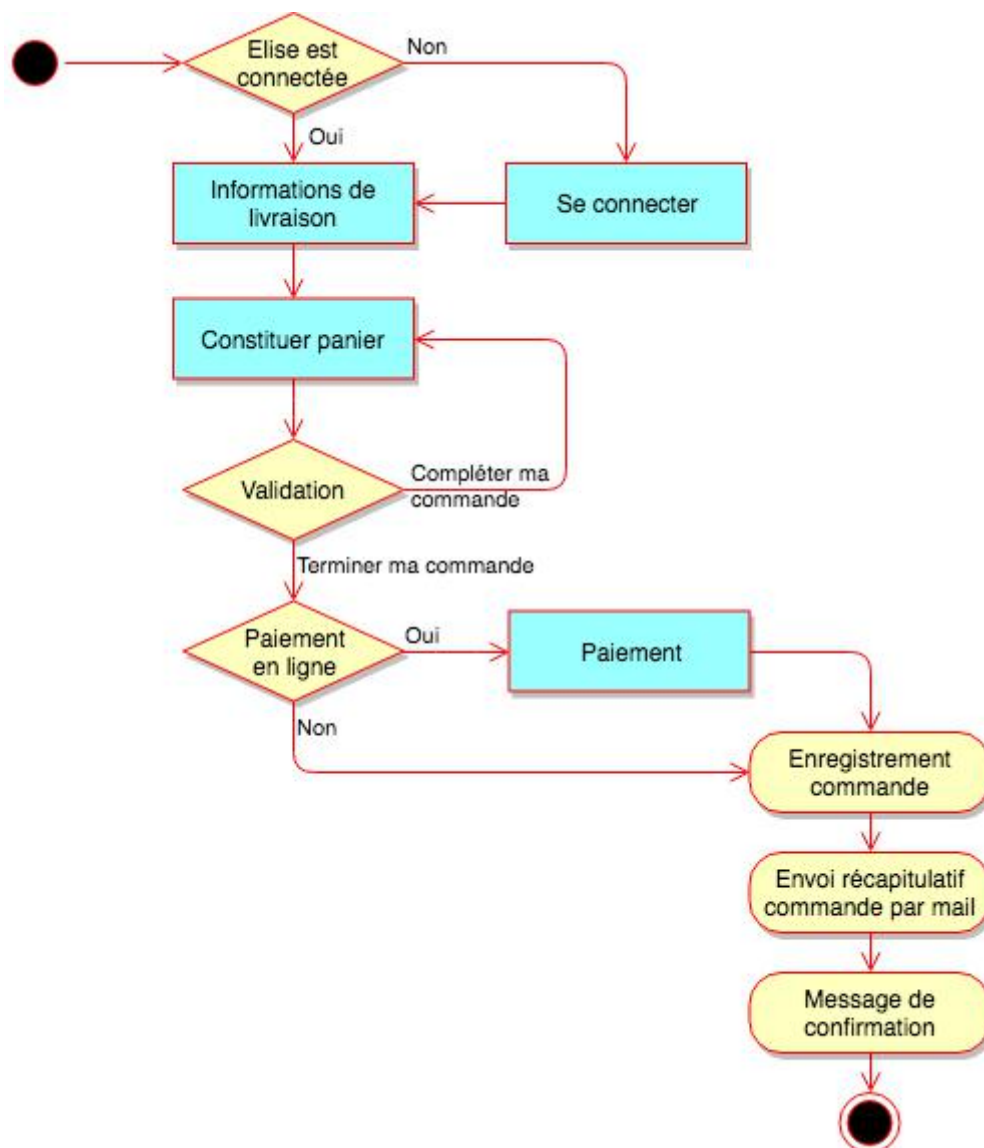 Elise est
connectée
Non
Oui
Informations de
livraison
Se connecter
Constituer panier
Validation
Compléter ma
commande
Terminer ma commande
Paiement
en ligne
Oui
Paiement
Non
Enregistrement
commande
Envoi récapitulatif
commande par mail
Message de
confirmation